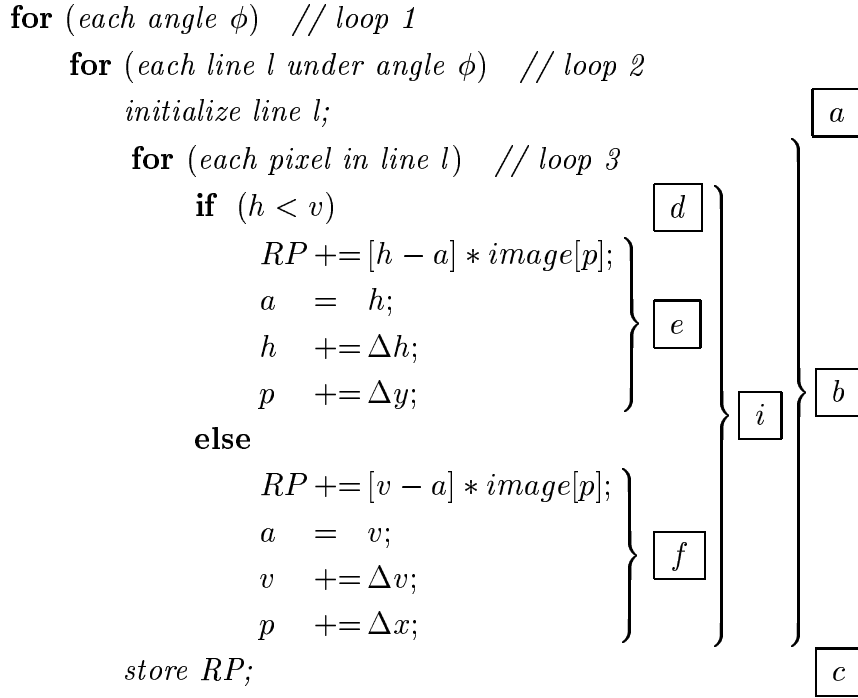 for (each angle ϕ) // loop 1
for (each line l under angle ϕ) // loop 2
initialize line l; a
for (each pixel in line l) // loop 3
if (h < v) d
RP += [h − a] ∗ image[p];
a = h; e
h += Δh;
p += Δy; b
i
else
RP += [v − a] ∗ image[p];
a = v;
f
v += Δv;
p += Δx;
store RP; c